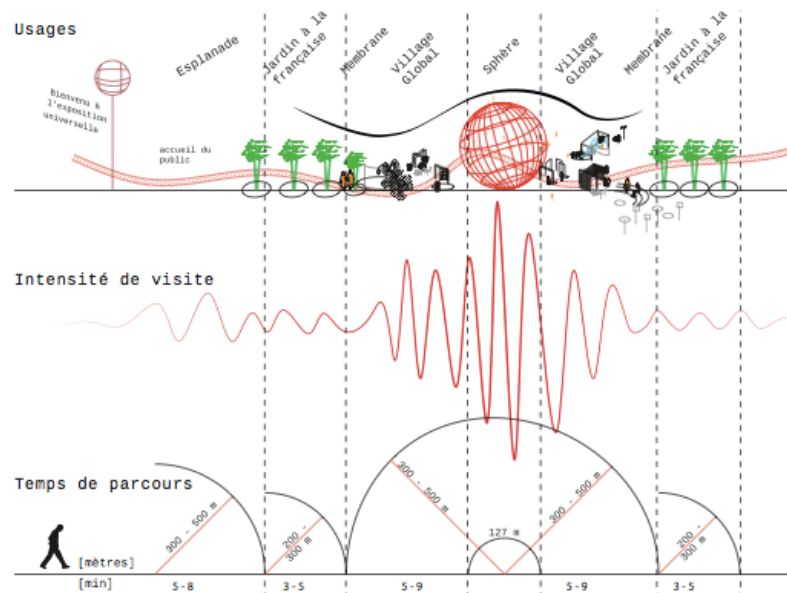 Usages
Esplanade
Jardin à la
française
Membrane
Village
Global
Sphère
Village
Global
Membrane
Jardin à la
française
Bienvenu à
l'exposition
universelle
accueil du
public
Intensité de visite
Temps de parcours
300 - 500 m
200 -
300 m
300 - 500 m
127 m
300 - 500 m
200 -
300 m
[mètres]
[min]
5-8
3-5
5-9
5-9
3-5